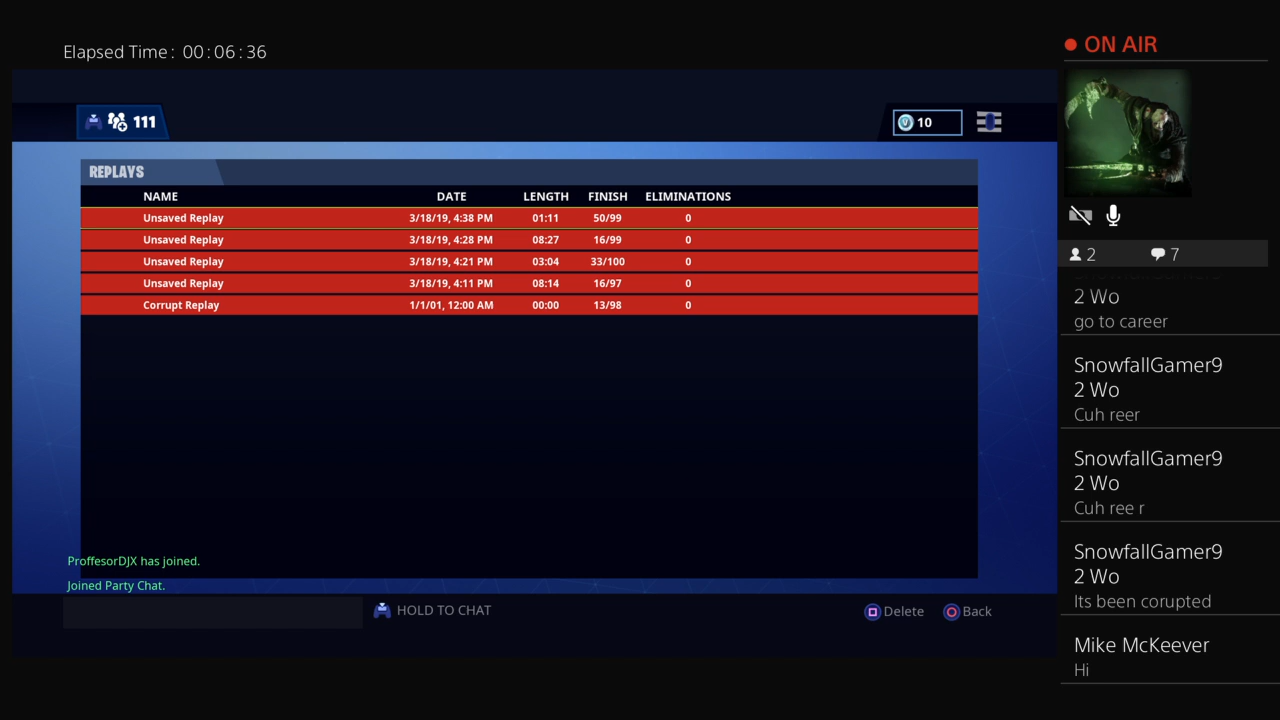 Elapsed Time: 00:06:36
ON AIR
111
10
REPLAYS
NAME DATE LENGTH FINISH ELIMINATIONS
Unsaved Replay 3/18/19, 4:38 PM 01:11 50/99 0
Unsaved Replay 3/18/19, 4:28 PM 08:27 16/99 0
Unsaved Replay 3/18/19, 4:21 PM 03:04 33/100 0
Unsaved Replay 3/18/19, 4:11 PM 08:14 16/97 0
Corrupt Replay 1/1/01, 12:00 AM 00:00 13/98 0
ProffesorDJX has joined.
Joined Party Chat.
HOLD TO CHAT
Delete Back
2 7
2 Wo
go to career
SnowfallGamer9
2 Wo
Cuh reer
SnowfallGamer9
2 Wo
Cuh ree r
SnowfallGamer9
2 Wo
Its been corupted
Mike McKeever
Hi